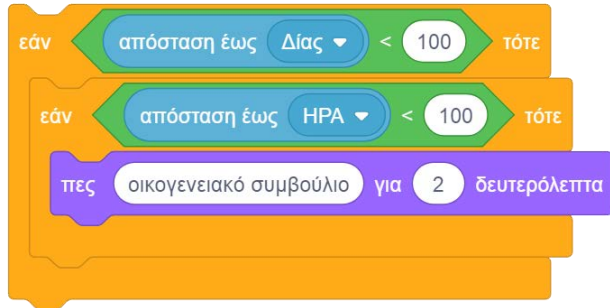 εάν απόσταση έως Δίας < 100 τότε
εάν απόσταση έως ΗΡΑ < 100 τότε
πες οικογενειακό συμβούλιο για 2 δευτερόλεπτα